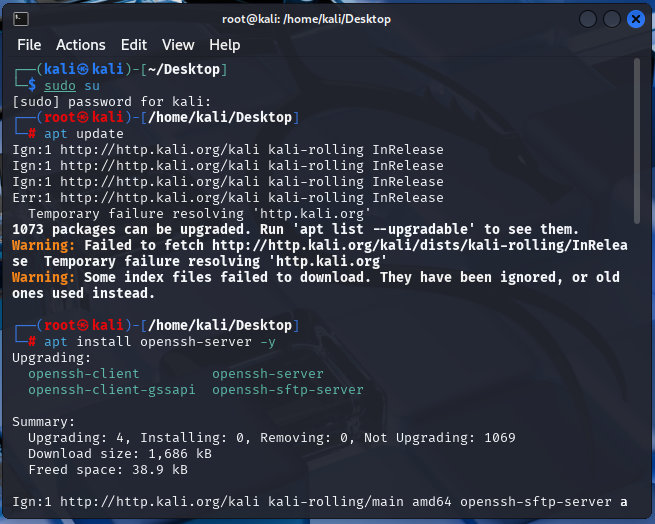 root@kali: /home/kali/Desktop
File Actions Edit View Help
┌──(kali㉿kali)-[~/Desktop]
└─$ sudo su
[sudo] password for kali:
┌──(root㉿kali)-[/home/kali/Desktop]
└─# apt update
Ign:1 http://http.kali.org/kali kali-rolling InRelease
Ign:1 http://http.kali.org/kali kali-rolling InRelease
Ign:1 http://http.kali.org/kali kali-rolling InRelease
Err:1 http://http.kali.org/kali kali-rolling InRelease
  Temporary failure resolving 'http.kali.org'
1073 packages can be upgraded. Run 'apt list --upgradable' to see them.
Warning: Failed to fetch http://http.kali.org/kali/dists/kali-rolling/InRelea
se  Temporary failure resolving 'http.kali.org'
Warning: Some index files failed to download. They have been ignored, or old
ones used instead.
┌──(root㉿kali)-[/home/kali/Desktop]
└─# apt install openssh-server -y
Upgrading:
  openssh-client         openssh-server
  openssh-client-gssapi  openssh-sftp-server
Summary:
  Upgrading: 4, Installing: 0, Removing: 0, Not Upgrading: 1069
  Download size: 1,686 kB
  Freed space: 38.9 kB
Ign:1 http://http.kali.org/kali kali-rolling/main amd64 openssh-sftp-server a